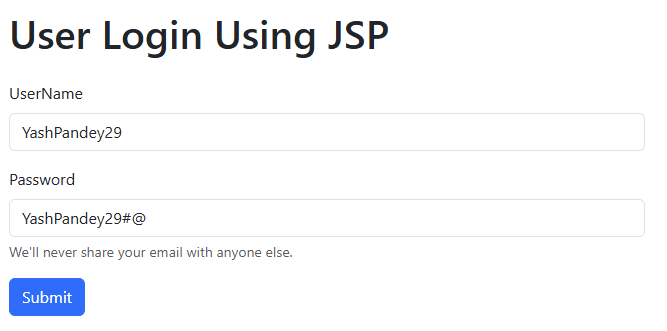 User Login Using JSP
UserName
YashPandey29
Password
YashPandey29#@
We'll never share your email with anyone else.
Submit